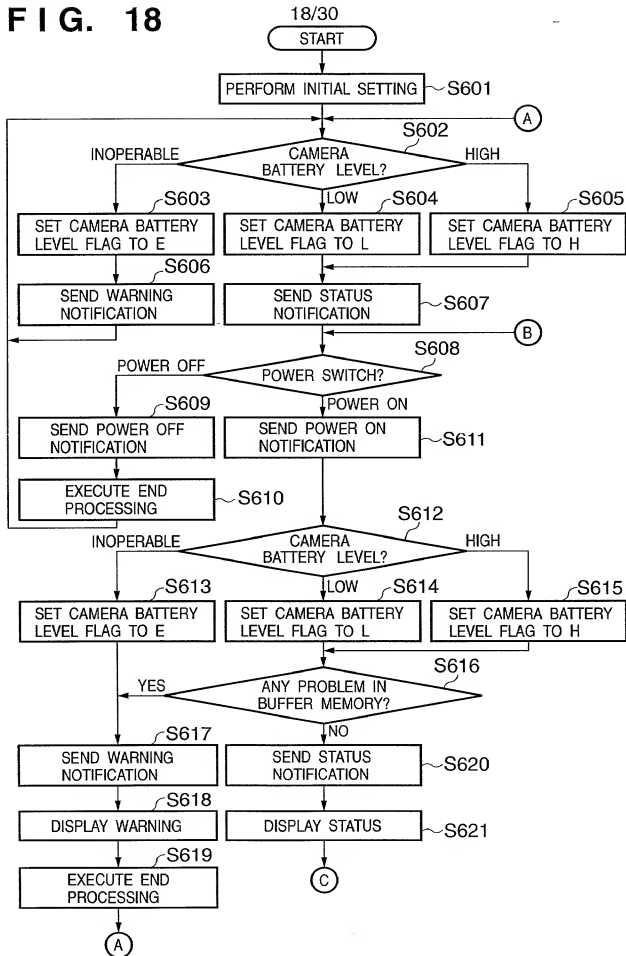 FIG. 18
18/30
START
PERFORM INITIAL SETTING
S601
A
S602
INOPERABLE
CAMERA
BATTERY LEVEL?
HIGH
LOW
S603
SET CAMERA BATTERY
LEVEL FLAG TO E
S604
SET CAMERA BATTERY
LEVEL FLAG TO L
S605
SET CAMERA BATTERY
LEVEL FLAG TO H
S606
SEND WARNING
NOTIFICATION
SEND STATUS
NOTIFICATION
S607
B
S608
POWER OFF
POWER SWITCH?
POWER ON
S609
SEND POWER OFF
NOTIFICATION
SEND POWER ON
NOTIFICATION
S611
EXECUTE END
PROCESSING
S610
S612
INOPERABLE
CAMERA
BATTERY LEVEL?
HIGH
LOW
S613
SET CAMERA BATTERY
LEVEL FLAG TO E
S614
SET CAMERA BATTERY
LEVEL FLAG TO L
S615
SET CAMERA BATTERY
LEVEL FLAG TO H
S616
YES
ANY PROBLEM IN
BUFFER MEMORY?
NO
S617
SEND WARNING
NOTIFICATION
SEND STATUS
NOTIFICATION
S620
S618
DISPLAY WARNING
DISPLAY STATUS
S621
S619
EXECUTE END
PROCESSING
C
A